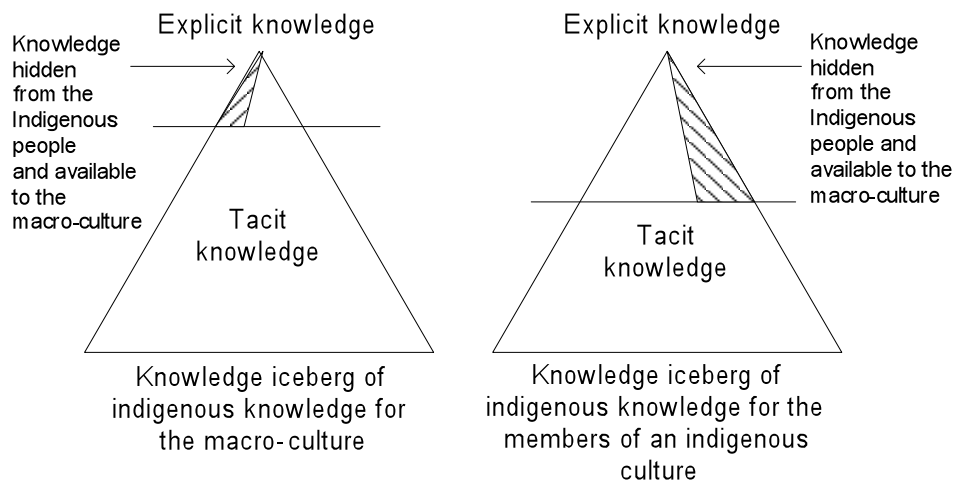 Explicit knowledge
Knowledge
hidden
from the
Indigenous
people
and available
to the
macro-culture
Tacit
knowledge
Knowledge iceberg of
indigenous knowledge for
the macro-culture
Explicit knowledge
Knowledge
hidden
from the
Indigenous
people and
available to the
macro-culture
Tacit
knowledge
Knowledge iceberg of
indigenous knowledge for the
members of an indigenous
culture